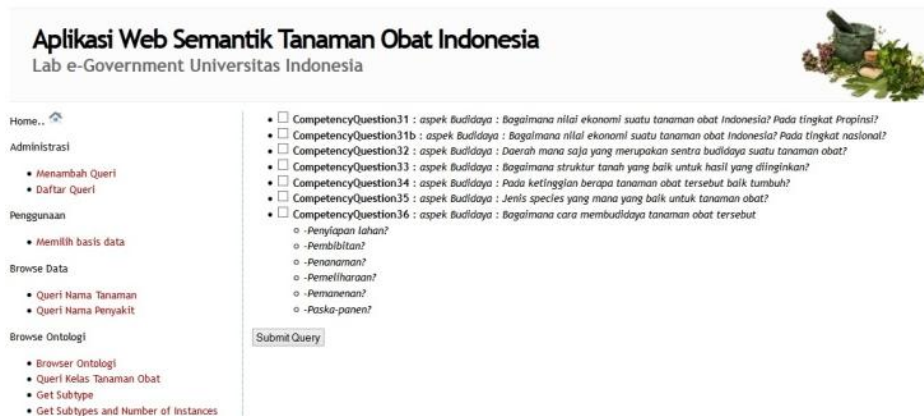 Aplikasi Web Semantik Tanaman Obat Indonesia
Lab e-Government Universitas Indonesia
Home..
Administrasi
Menambah Queri
Daftar Queri
Penggunaan
Memilih basis data
Browse Data
Queri Nama Tanaman
Queri Nama Penyakit
Browse Ontologi
Browser Ontologi
Queri Kelas Tanaman Obat
Get Subtype
Get Subtypes and Number of Instances
CompetencyQuestion31 : aspek Budidaya : Bagaimana nilai ekonomi suatu tanaman obat Indonesia? Pada tingkat Propinsi?
CompetencyQuestion31b : aspek Budidaya : Bagaimana nilai ekonomi suatu tanaman obat Indonesia? Pada tingkat nasional?
CompetencyQuestion32 : aspek Budidaya : Daerah mana saja yang merupakan sentra budidaya suatu tanaman obat?
CompetencyQuestion33 : aspek Budidaya : Bagaimana struktur tanah yang baik untuk hasil yang diinginkan?
CompetencyQuestion34 : aspek Budidaya : Pada ketinggian berapa tanaman obat tersebut baik tumbuh?
CompetencyQuestion35 : aspek Budidaya : Jenis species yang mana yang baik untuk tanaman obat?
CompetencyQuestion36 : aspek Budidaya : Bagaimana cara membudidaya tanaman obat tersebut
-Penyiapan lahan?
-Pembibitan?
-Penanaman?
-Pemeliharaan?
-Pemanenan?
-Paska-panen?
Submit Query